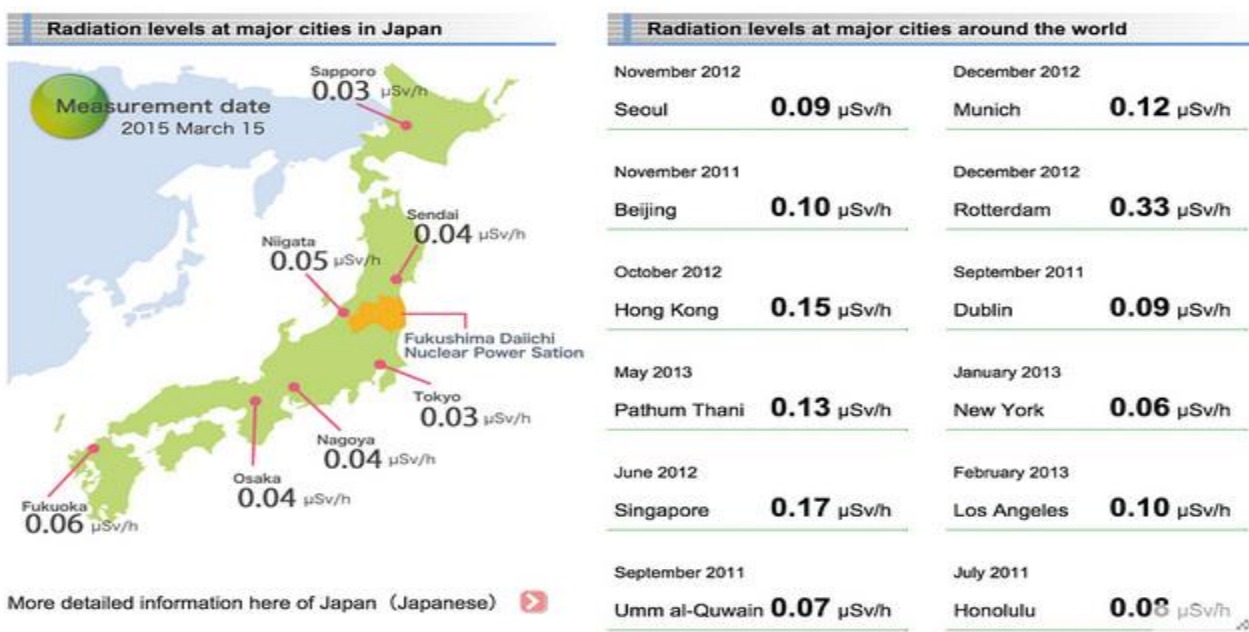 Radiation levels at major cities in Japan
Measurement date
2015 March 15
Sapporo
0.03 μSv/h
Sendai
0.04 μSv/h
Niigata
0.05 μSv/h
Fukushima Daiichi
Nuclear Power Sation
Tokyo
0.03 μSv/h
Nagoya
0.04 μSv/h
Osaka
0.04 μSv/h
Fukuoka
0.06 μSv/h
More detailed information here of Japan (Japanese)
Radiation levels at major cities around the world
November 2012
Seoul 0.09 μSv/h
November 2011
Beijing 0.10 μSv/h
October 2012
Hong Kong 0.15 μSv/h
May 2013
Pathum Thani 0.13 μSv/h
June 2012
Singapore 0.17 μSv/h
September 2011
Umm al-Quwain 0.07 μSv/h
December 2012
Munich 0.12 μSv/h
December 2012
Rotterdam 0.33 μSv/h
September 2011
Dublin 0.09 μSv/h
January 2013
New York 0.06 μSv/h
February 2013
Los Angeles 0.10 μSv/h
July 2011
Honolulu 0.08 μSv/h